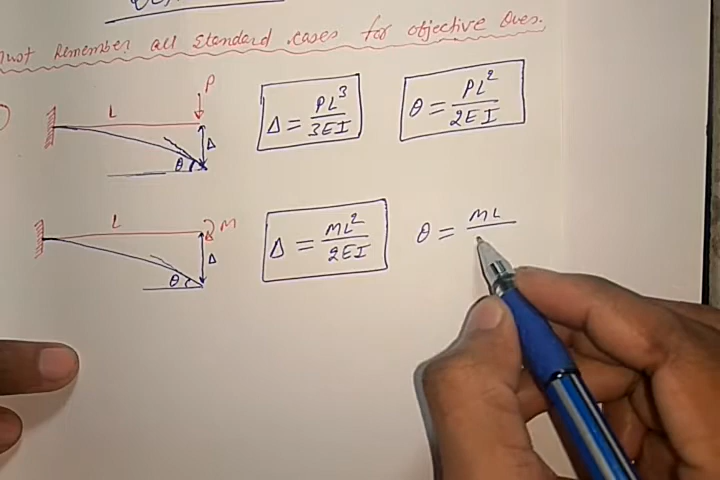 must Remember all standard cases for objective Ques.
P
L
Δ
θ
Δ = PL³/3EI
θ = PL²/2EI
L
M
Δ
θ
Δ = ML²/2EI
θ = ML